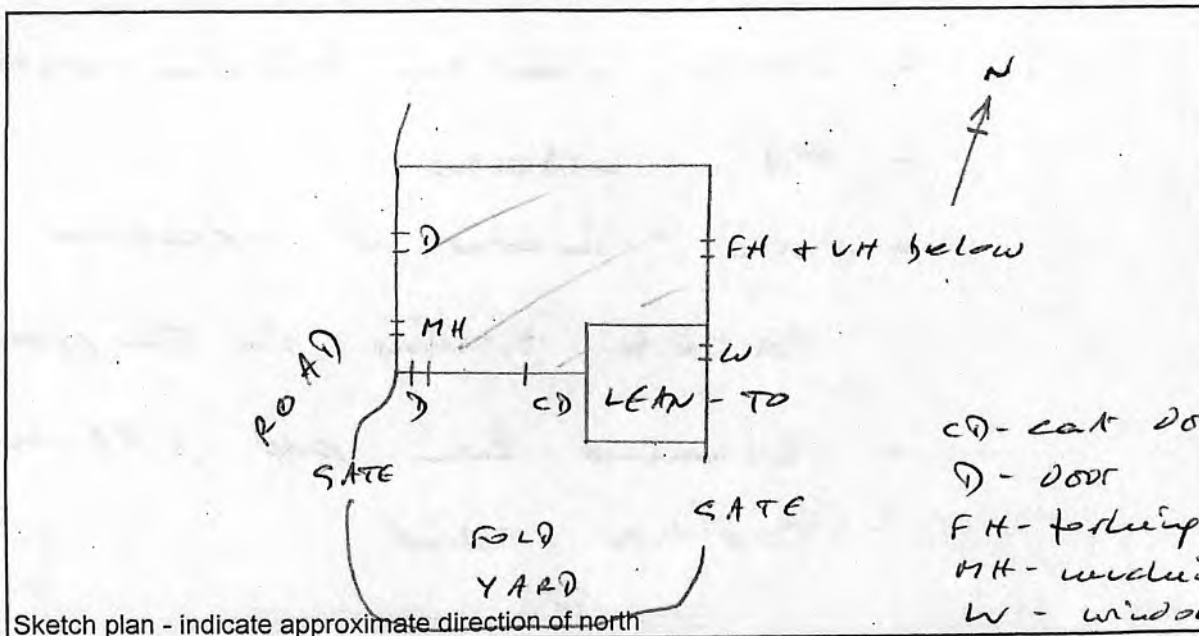 N
D
FH + VH below
MH
W
ROAD
D
CD
LEAN-TO
CD - cart
D - Door
GATE
GATE
FH - forking
FOLD
YARD
MH -
W - window
Sketch plan - indicate approximate direction of north